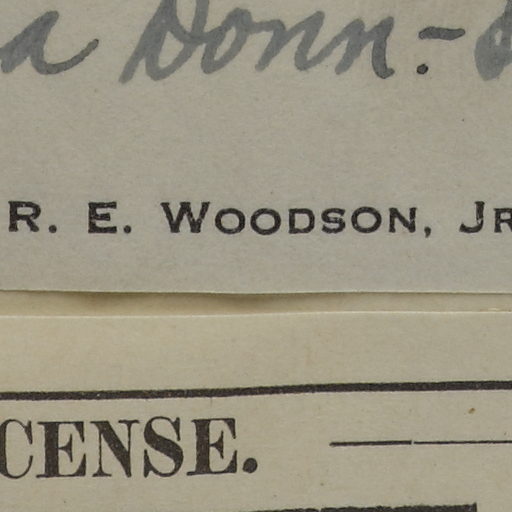 a Donn.-
R. E. WOODSON, JR
CENSE.